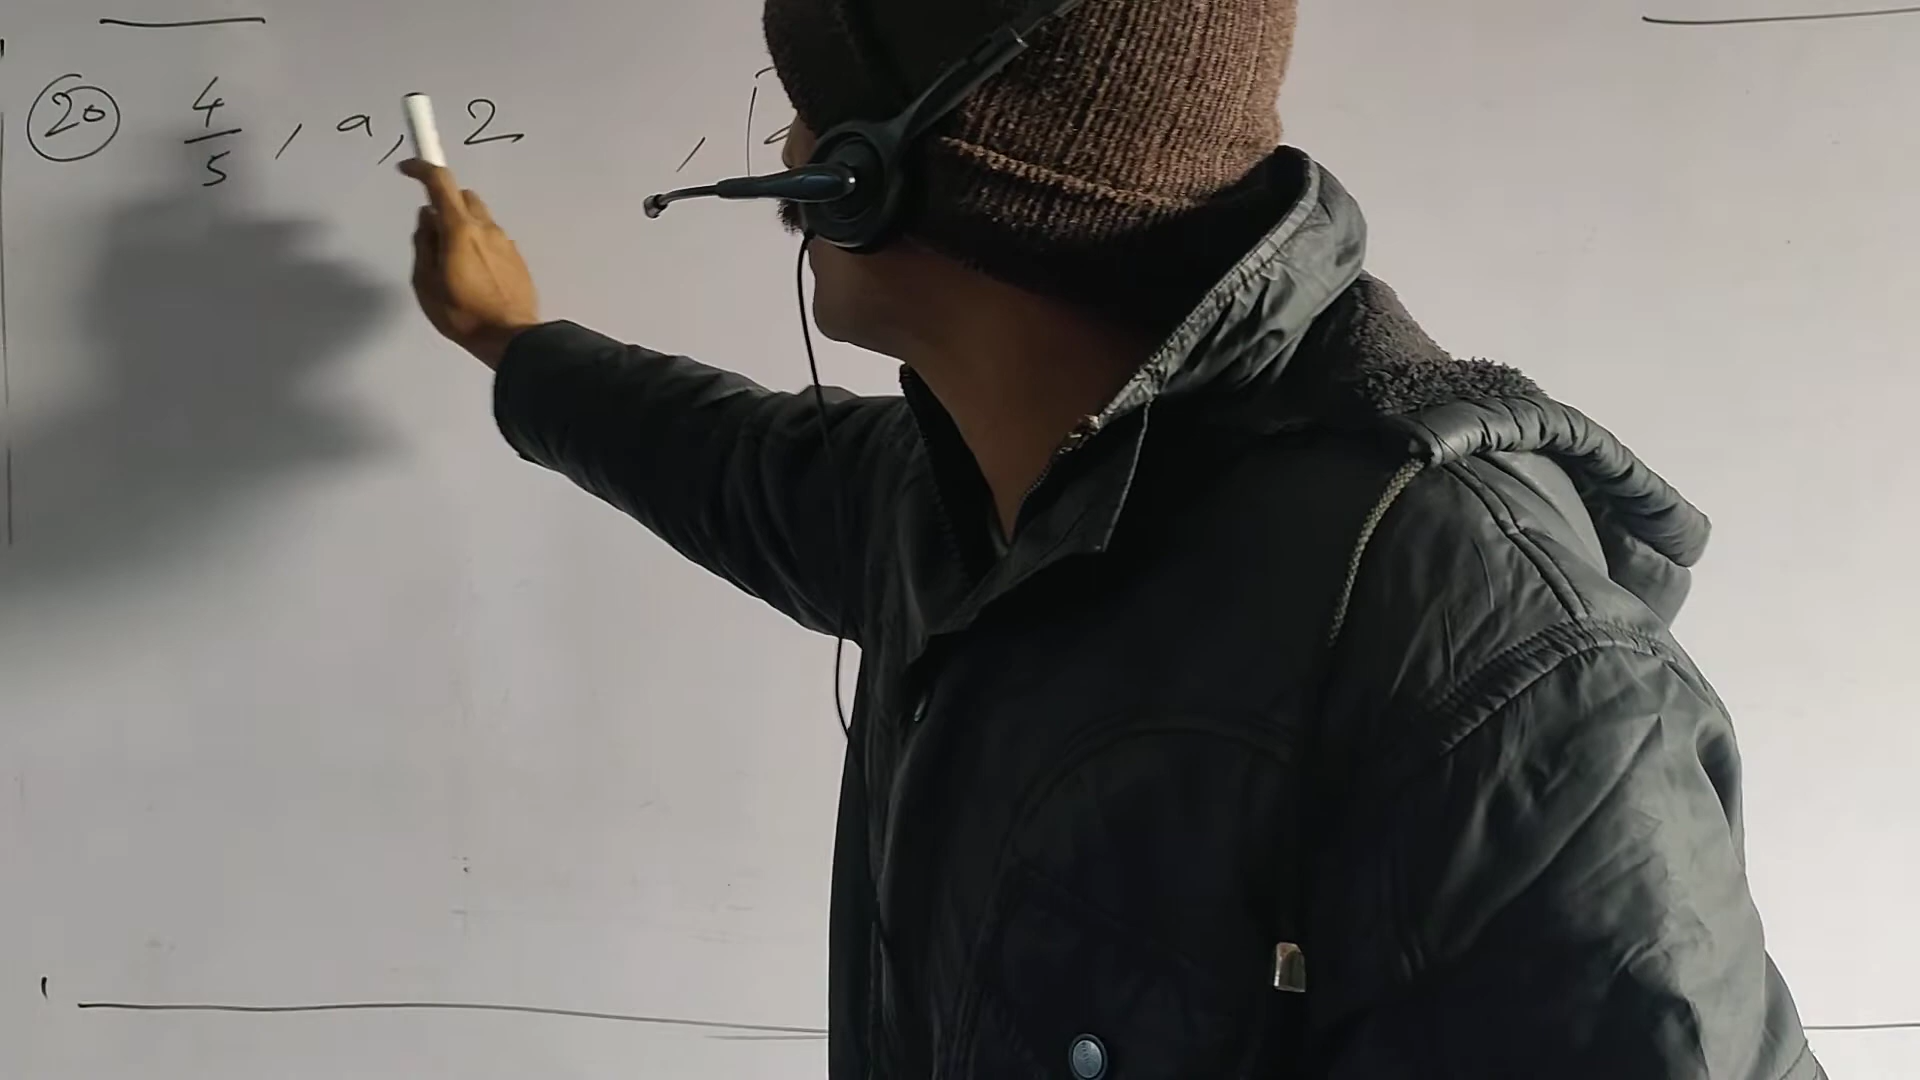 (20) 4/5 , a, 2 ,